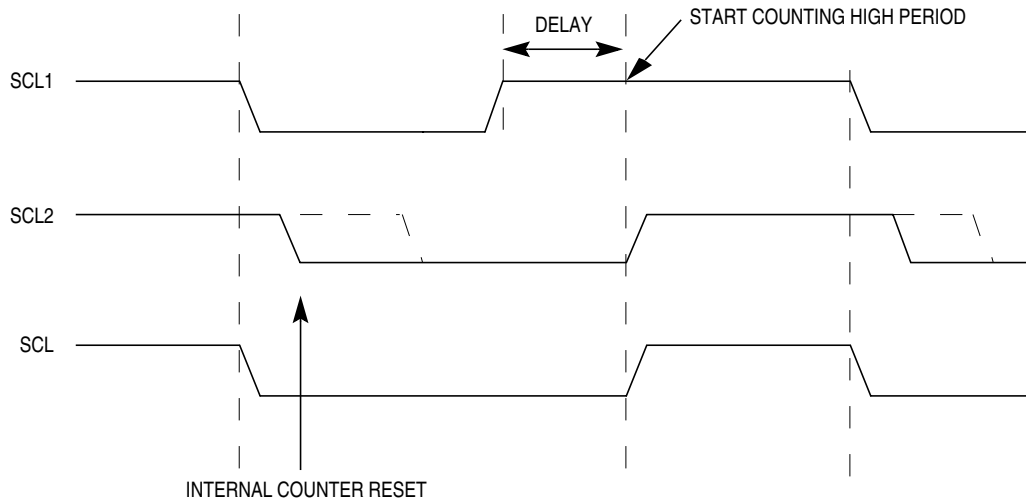 START COUNTING HIGH PERIOD
DELAY
SCL1
SCL2
SCL
INTERNAL COUNTER RESET